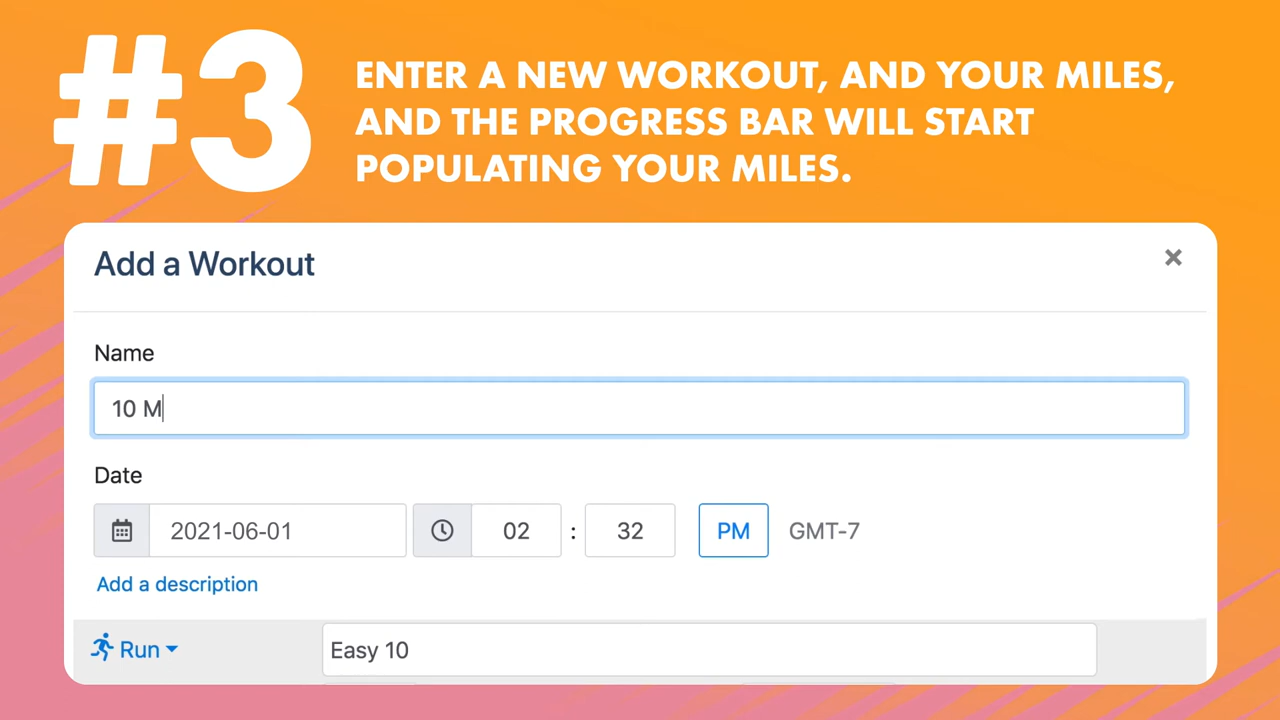 #3
ENTER A NEW WORKOUT, AND YOUR MILES,
AND THE PROGRESS BAR WILL START
POPULATING YOUR MILES.
Add a Workout
×
Name
10 M
Date
2021-06-01 02 : 32 PM GMT-7
Add a description
Run Easy 10